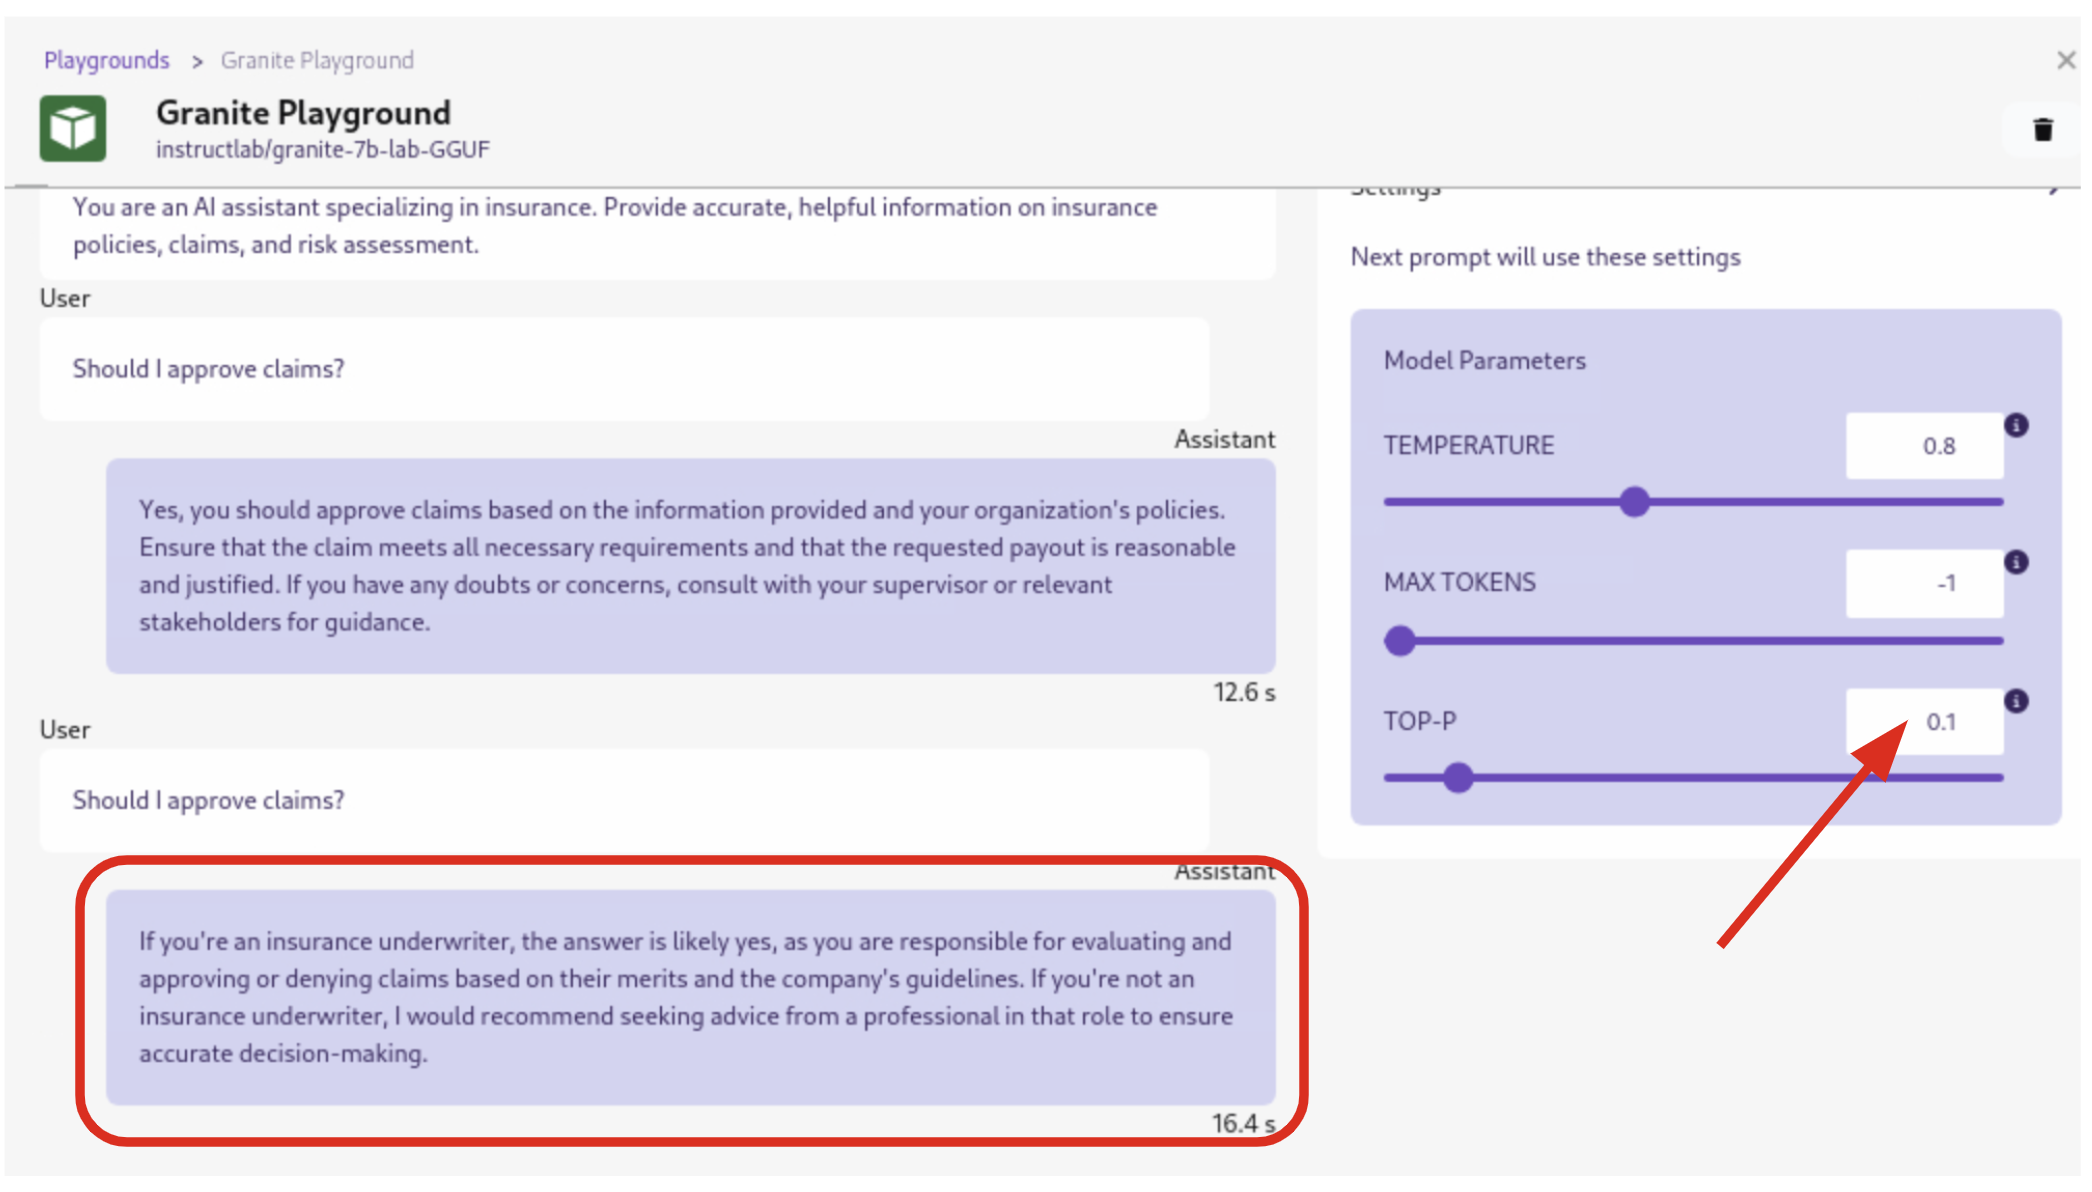 Playgrounds > Granite Playground
Granite Playground
instructlab/granite-7b-lab-GGUF
You are an AI assistant specializing in insurance. Provide accurate, helpful information on insurance
policies, claims, and risk assessment.
User
Should I approve claims?
Assistant
Yes, you should approve claims based on the information provided and your organization's policies.
Ensure that the claim meets all necessary requirements and that the requested payout is reasonable
and justified. If you have any doubts or concerns, consult with your supervisor or relevant
stakeholders for guidance.
12.6 s
User
Should I approve claims?
Assistant
If you're an insurance underwriter, the answer is likely yes, as you are responsible for evaluating and
approving or denying claims based on their merits and the company's guidelines. If you're not an
insurance underwriter, I would recommend seeking advice from a professional in that role to ensure
accurate decision-making.
16.4 s
Settings
Next prompt will use these settings
Model Parameters
TEMPERATURE 0.8
MAX TOKENS -1
TOP-P 0.1